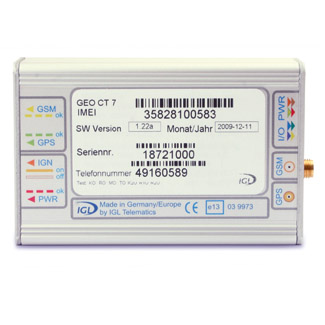 GEO CT 7
IMEI
35828100583
SW Version 1.22a Monat/Jahr 2009-12-11
Seriennr. 18721000
Telefonnummer 49160589
IGL
GSM
ok
ok
GPS
IGN
on
off
ok
PWR
I/O PWR
GSM
GPS
IGL Made in Germany/Europe
by IGL Telematics
CE e13 03 9973